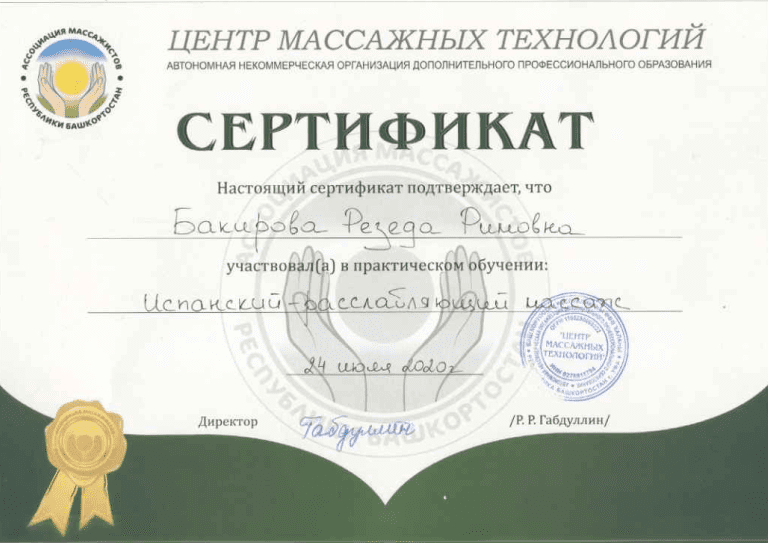 АССОЦИАЦИЯ МАССАЖИСТОВ
РЕСПУБЛИКИ БАШКОРТОСТАН
ЦЕНТР МАССАЖНЫХ ТЕХНОЛОГИЙ
АВТОНОМНАЯ НЕКОММЕРЧЕСКАЯ ОРГАНИЗАЦИЯ ДОПОЛНИТЕЛЬНОГО ПРОФЕССИОНАЛЬНОГО ОБРАЗОВАНИЯ
СЕРТИФИКАТ
Настоящий сертификат подтверждает, что
Бакирова Резеда Римовна
участвовал(а) в практическом обучении:
Испанский-расслабляющий массаж
24 июля 2020г
"ЦЕНТР
МАССАЖНЫХ
ТЕХНОЛОГИЙ"
Директор
Габдуллин
/Р. Р. Габдуллин/